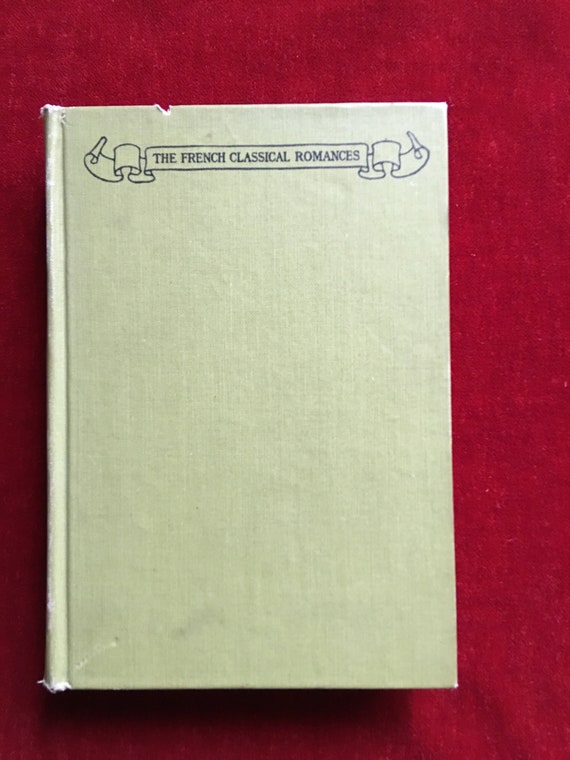 THE FRENCH CLASSICAL ROMANCES